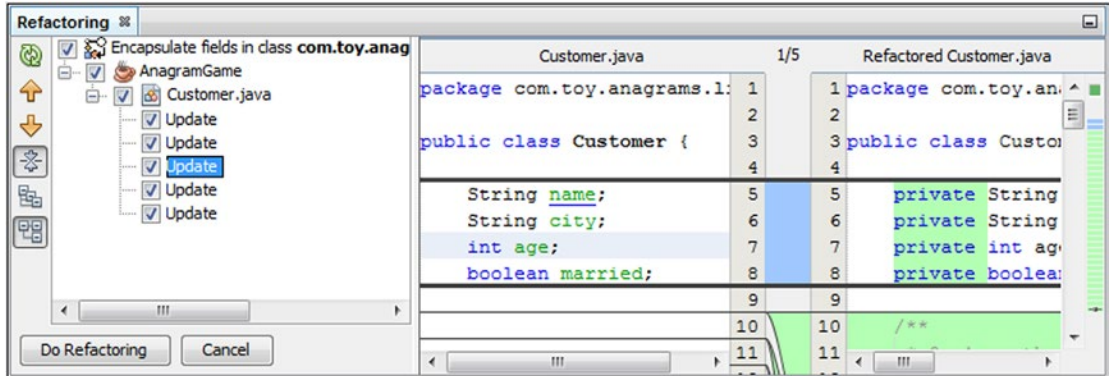 Refactoring
Encapsulate fields in class com.toy.anag
AnagramGame
Customer.java
Update
Update
Update
Update
Update
Do Refactoring
Cancel
Customer.java
1/5
Refactored Customer.java
package com.toy.anagrams.l 1
2
public class Customer { 3
4
String name; 5
String city; 6
int age; 7
boolean married; 8
9
10
11
1 package com.toy.an
2
3 public class Custo
4
5 private String
6 private String
7 private int ag
8 private boolea
9
10 /**
11